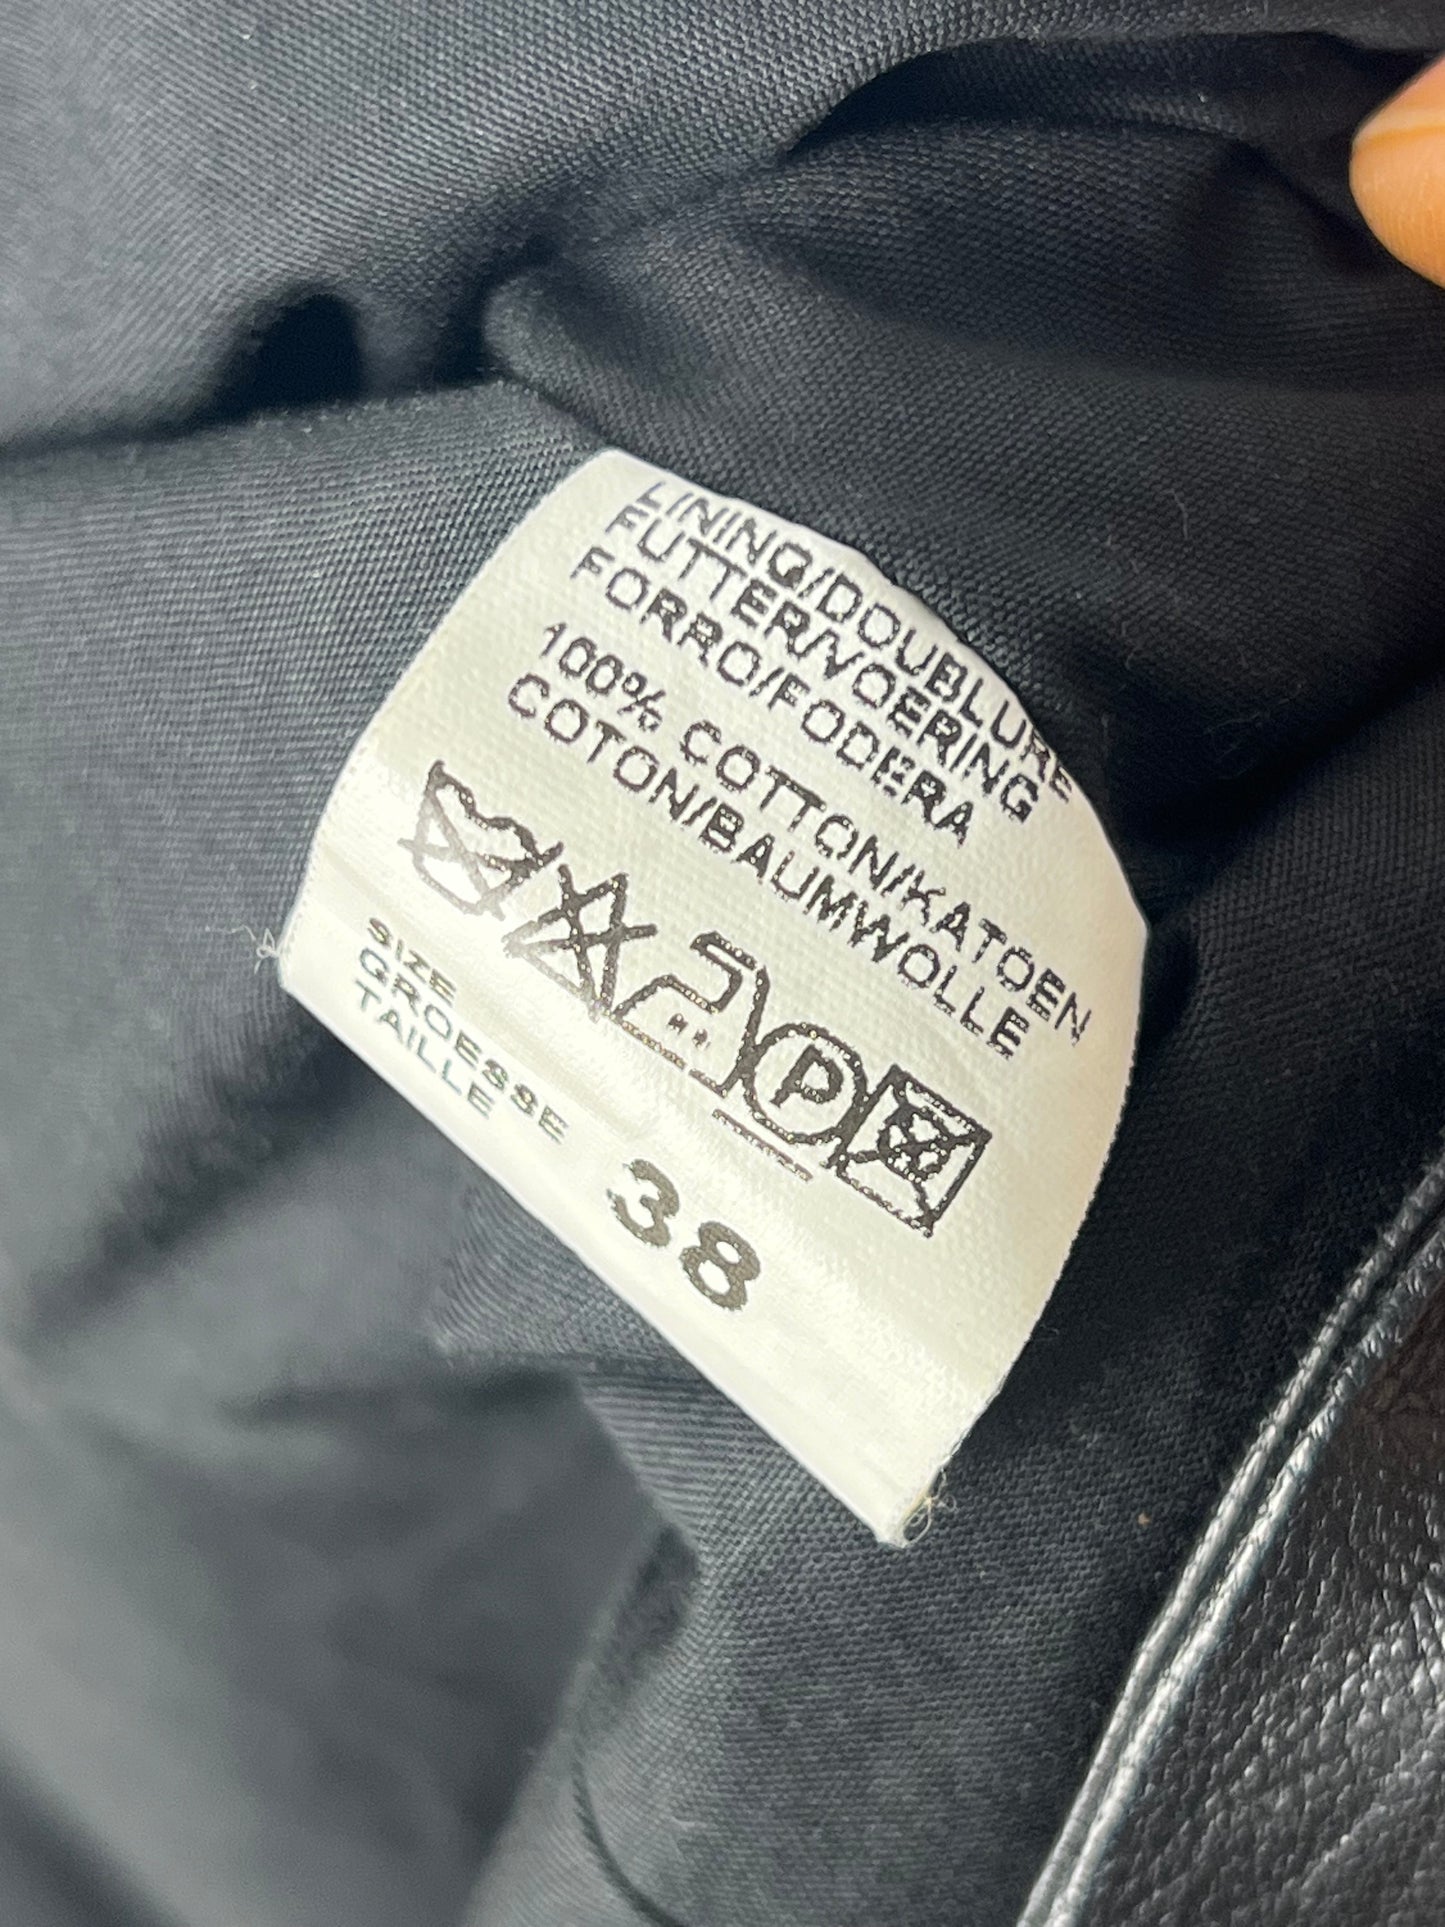 LINING/DOUBLURE
FUTTER/VOERING
FORRO/FODERA
100% COTTON/KATOEN
COTON/BAUMWOLLE
P
SIZE
GROESSE
TAILLE
38